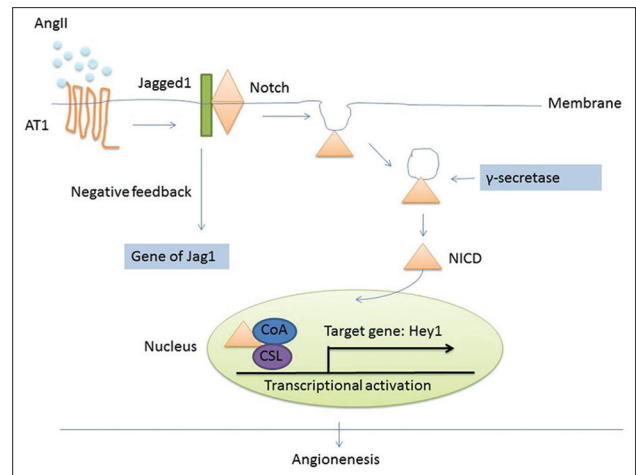 AngII
Jagged1
Notch
Membrane
AT1
γ-secretase
Negative feedback
Gene of Jag1
NICD
CoA
Target gene: Hey1
Nucleus
CSL
Transcriptional activation
Angionenesis